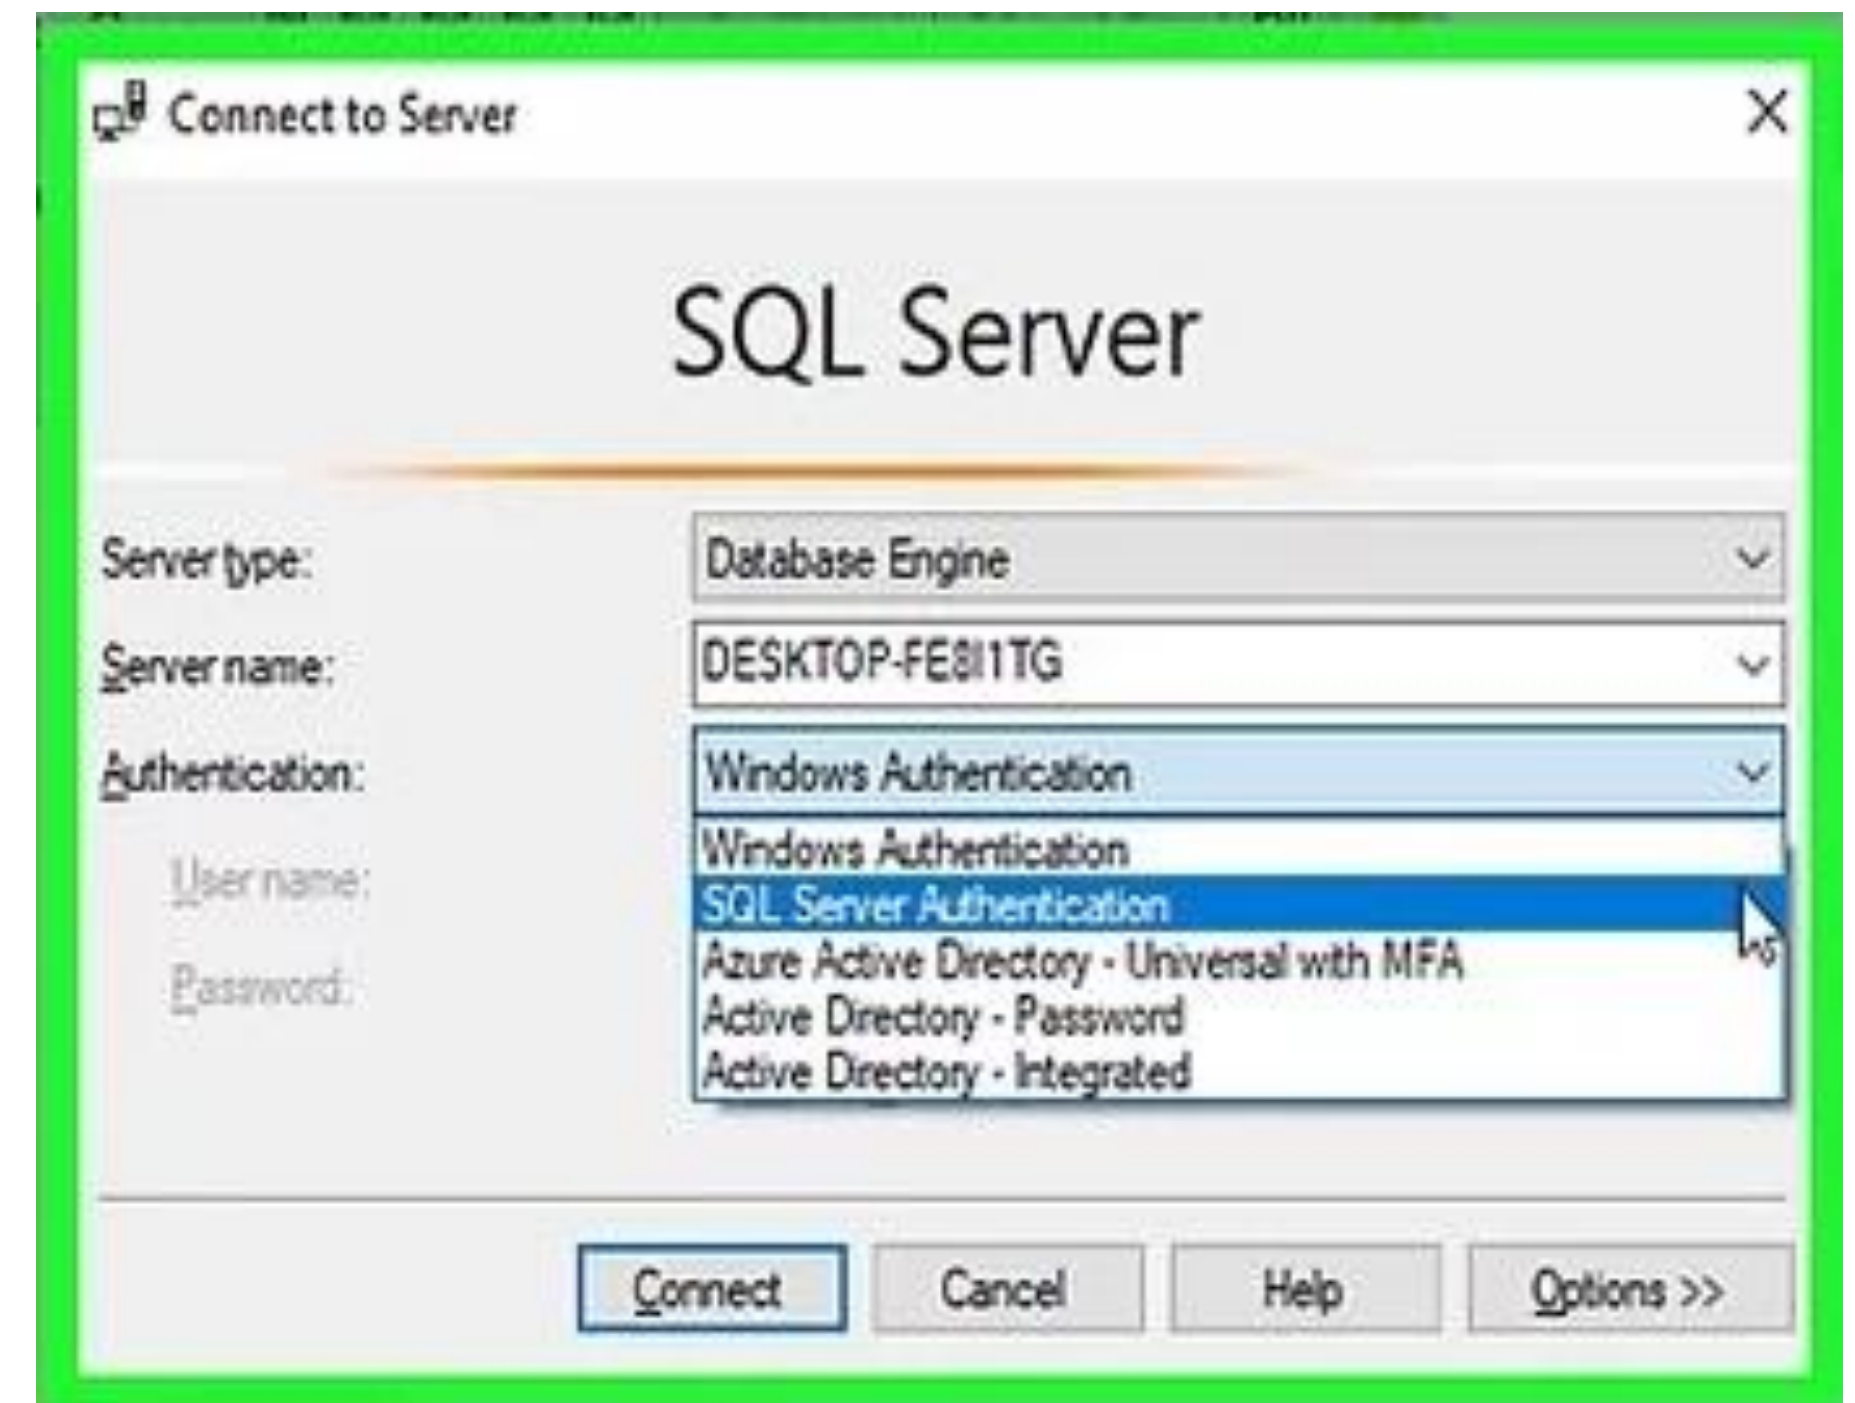 Connect to Server
SQL Server
Server type:
Database Engine
Server name:
DESKTOP-FE8I1TG
Authentication:
Windows Authentication
Windows Authentication
SQL Server Authentication
User name:
Azure Active Directory - Universal with MFA
Active Directory - Password
Password:
Active Directory - Integrated
Connect
Cancel
Help
Options >>